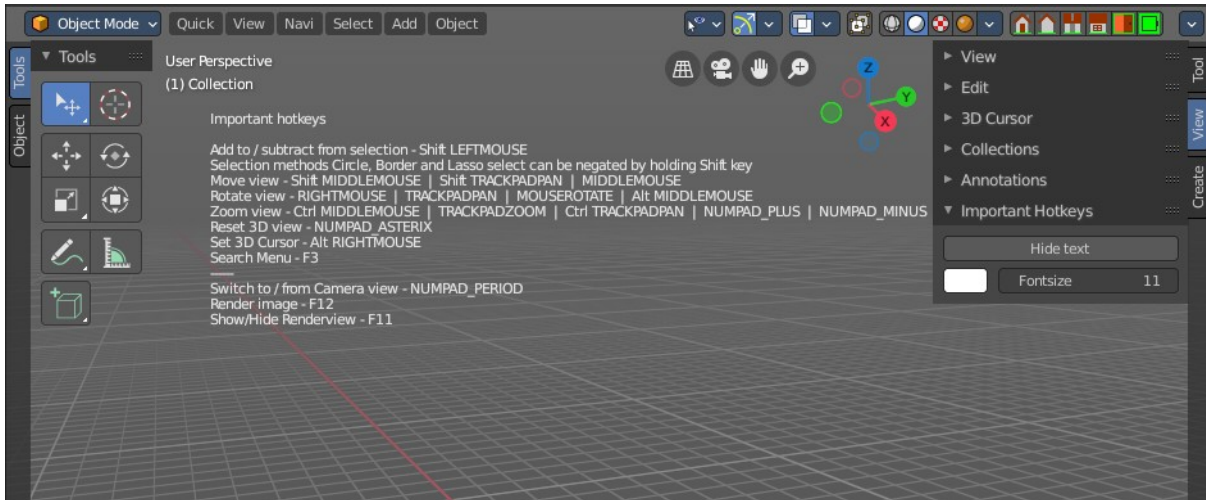 Object Mode Quick View Navi Select Add Object
Tools
User Perspective
(1) Collection
Important hotkeys
Add to / subtract from selection - Shift LEFTMOUSE
Selection methods Circle, Border and Lasso select can be negated by holding Shift key
Move view - Shift MIDDLEMOUSE | Shift TRACKPADPAN | MIDDLEMOUSE
Rotate view - RIGHTMOUSE | TRACKPADPAN | MOUSEROTATE | Alt MIDDLEMOUSE
Zoom view - Ctrl MIDDLEMOUSE | TRACKPADZOOM | Ctrl TRACKPADPAN | NUMPAD_PLUS | NUMPAD_MINUS
Reset 3D view - NUMPAD_ASTERIX
Set 3D Cursor - Alt RIGHTMOUSE
Search Menu - F3
Switch to / from Camera view - NUMPAD_PERIOD
Render image - F12
Show/Hide Renderview - F11
Tools
Object
Z
Y
X
View
Edit
3D Cursor
Collections
Annotations
Important Hotkeys
Hide text
Fontsize 11
Tool
View
Create